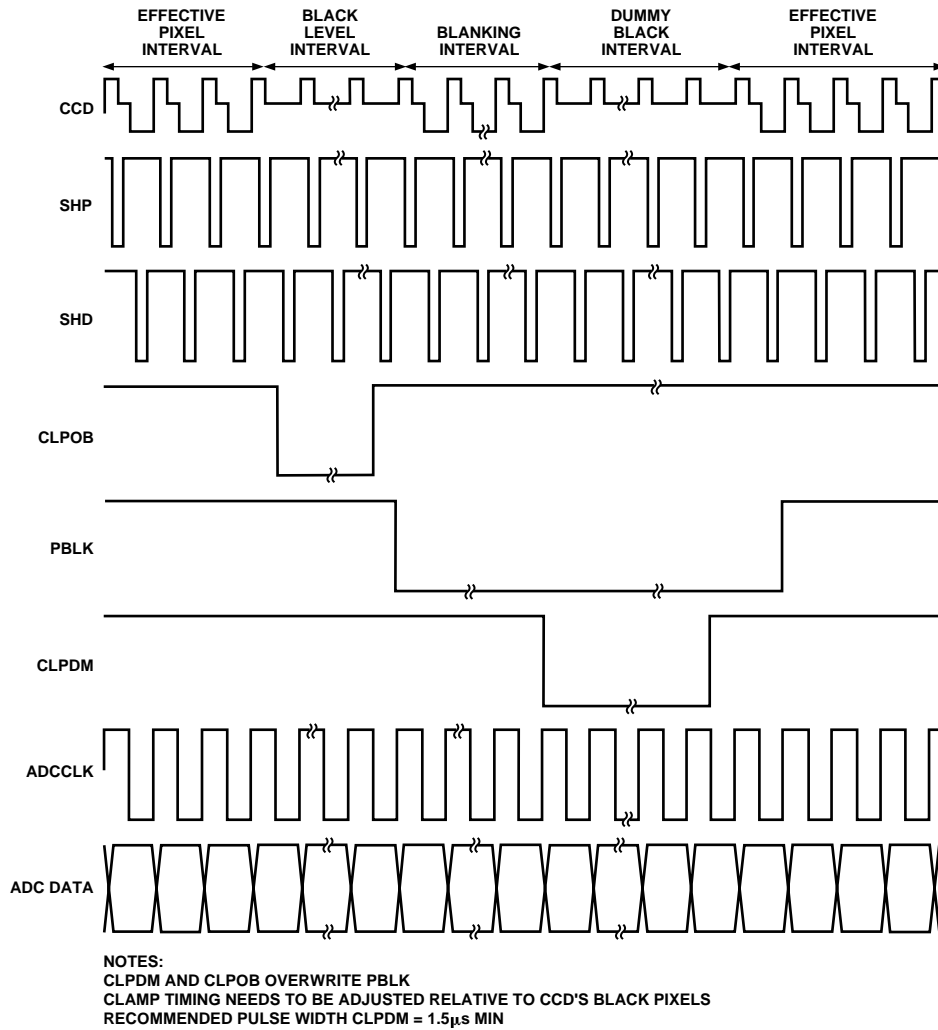 EFFECTIVE
PIXEL
INTERVAL
BLACK
LEVEL
INTERVAL
BLANKING
INTERVAL
DUMMY
BLACK
INTERVAL
EFFECTIVE
PIXEL
INTERVAL
CCD
SHP
SHD
CLPOB
PBLK
CLPDM
ADCCLK
ADC DATA
NOTES:
CLPDM AND CLPOB OVERWRITE PBLK
CLAMP TIMING NEEDS TO BE ADJUSTED RELATIVE TO CCD'S BLACK PIXELS
RECOMMENDED PULSE WIDTH CLPDM = 1.5μs MIN